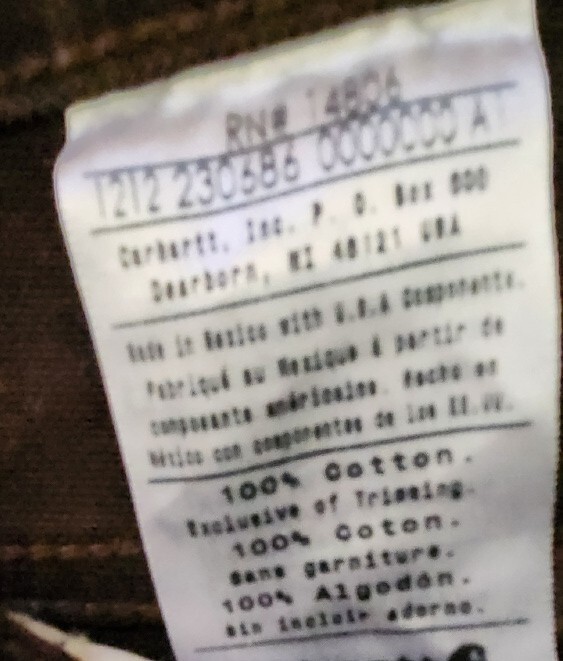 RN# 14806
1212 230686 0000000 A1
Carhartt, Inc. P. O. Box 600
Dearborn, MI 48121 USA
Made in Mexico with U.S.A Components.
Fabriqué au Mexique à partir de
composants américains. Hecho en
México con componentes de los EE.UU.
100% Cotton.
Exclusive of Trimming.
100% Coton.
sans garniture.
100% Algodón.
sin incluir adorno.